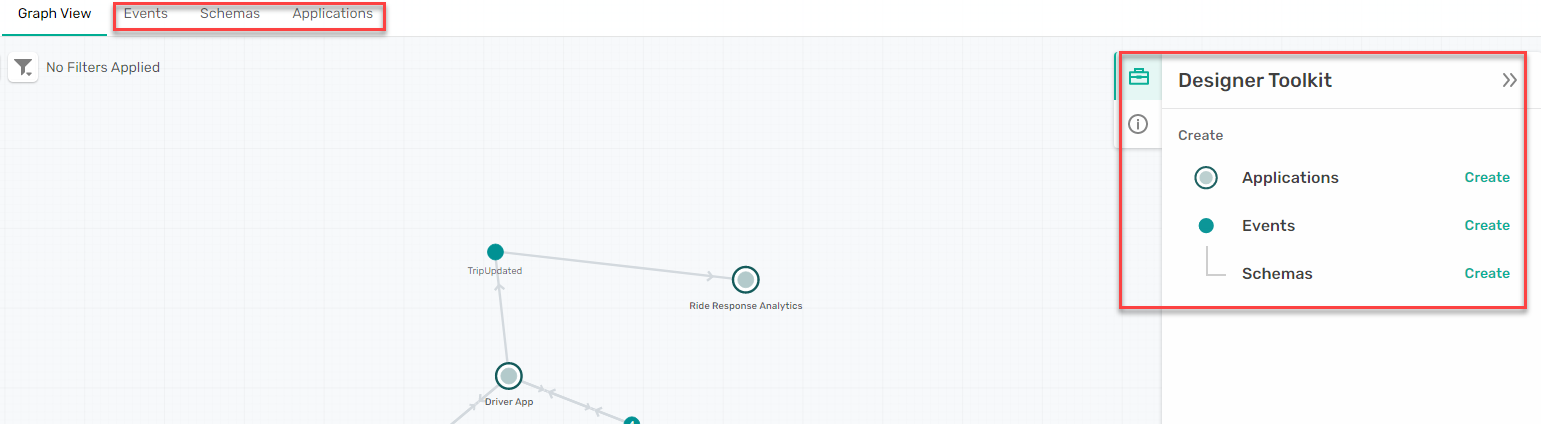 Graph View Events Schemas Applications
No Filters Applied
Designer Toolkit
Create
Applications Create
Events Create
Schemas Create
TripUpdated
Ride Response Analytics
Driver App